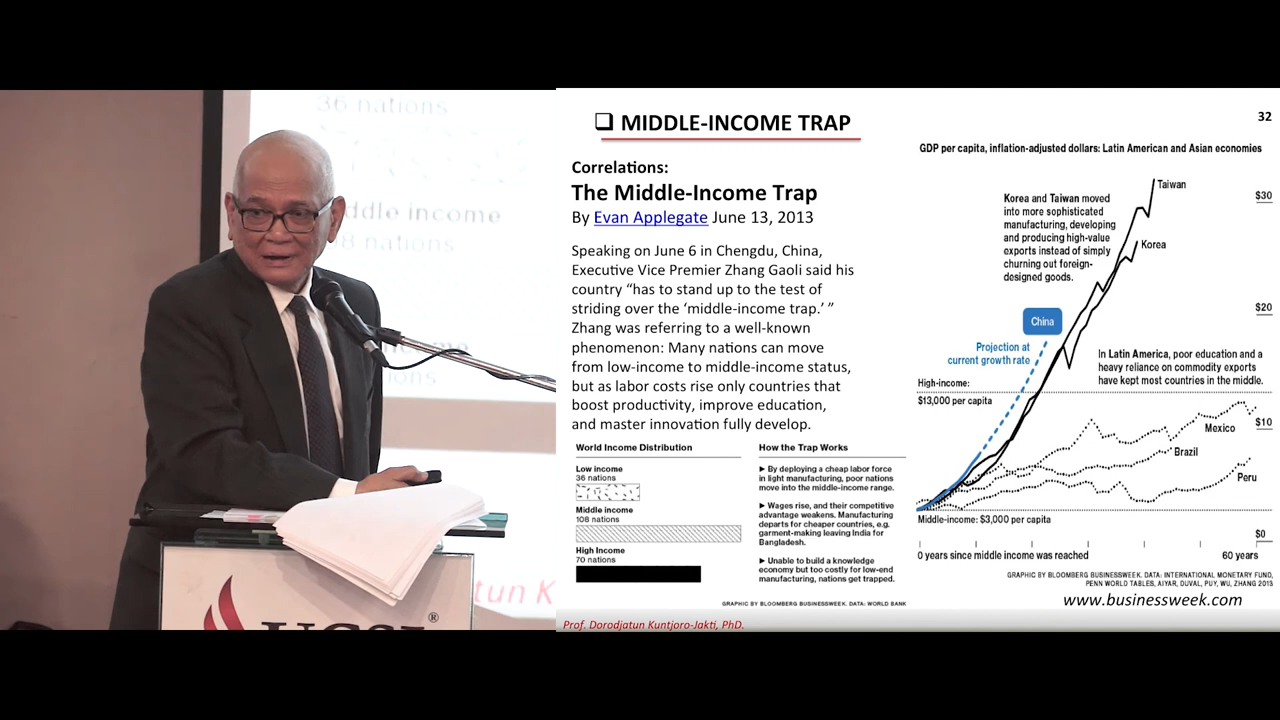 36 nations
ddle income
08 nations
ome
ons
UCSI
®
tun K
❑ MIDDLE-INCOME TRAP
32
Correlations:
The Middle-Income Trap
By Evan Applegate June 13, 2013
Speaking on June 6 in Chengdu, China,
Executive Vice Premier Zhang Gaoli said his
country “has to stand up to the test of
striding over the ‘middle-income trap.’ ”
Zhang was referring to a well-known
phenomenon: Many nations can move
from low-income to middle-income status,
but as labor costs rise only countries that
boost productivity, improve education,
and master innovation fully develop.
World Income Distribution
Low income
36 nations
Middle income
108 nations
High Income
70 nations
How the Trap Works
▶ By deploying a cheap labor force
in light manufacturing, poor nations
move into the middle-income range.
▶ Wages rise, and their competitive
advantage weakens. Manufacturing
departs for cheaper countries, e.g.
garment-making leaving India for
Bangladesh.
▶ Unable to build a knowledge
economy but too costly for low-end
manufacturing, nations get trapped.
GRAPHIC BY BLOOMBERG BUSINESSWEEK. DATA: WORLD BANK
GDP per capita, inflation-adjusted dollars: Latin American and Asian economies
Taiwan
$30
Korea and Taiwan moved
into more sophisticated
manufacturing, developing
and producing high-value
exports instead of simply
churning out foreign-
designed goods.
Korea
$20
China
Projection at
current growth rate
In Latin America, poor education and a
heavy reliance on commodity exports
have kept most countries in the middle.
High-income:
$13,000 per capita
$10
Mexico
Brazil
Peru
Middle-income: $3,000 per capita
$0
0 years since middle income was reached
60 years
GRAPHIC BY BLOOMBERG BUSINESSWEEK. DATA: INTERNATIONAL MONETARY FUND,
PENN WORLD TABLES, AIYAR, DUVAL, PUY, WU, ZHANG 2013
www.businessweek.com
Prof. Dorodjatun Kuntjoro-Jakti, PhD.